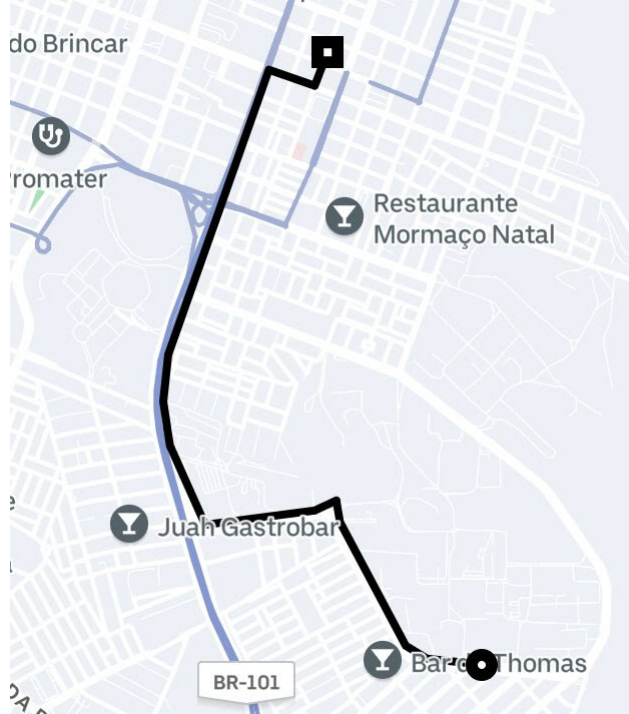 do Brincar
romater
Restaurante
Mormaço Natal
Juah Gastrobar
Bar do Thomas
BR-101